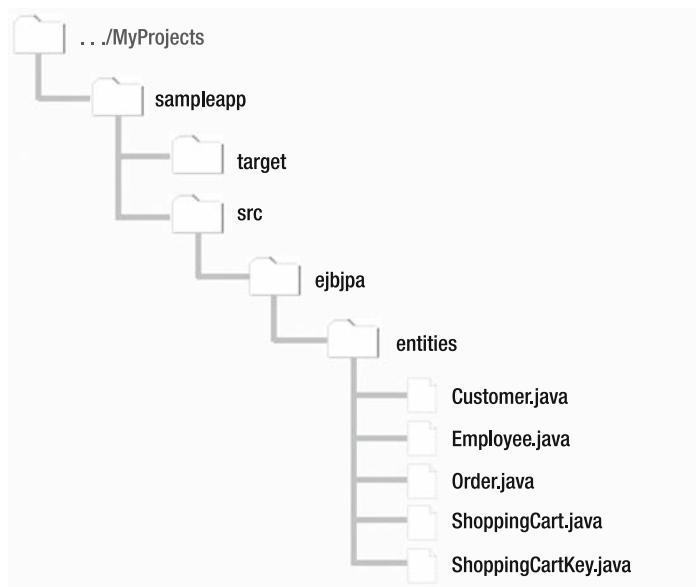 . . ./MyProjects
sampleapp
target
src
ejbjpa
entities
Customer.java
Employee.java
Order.java
ShoppingCart.java
ShoppingCartKey.java